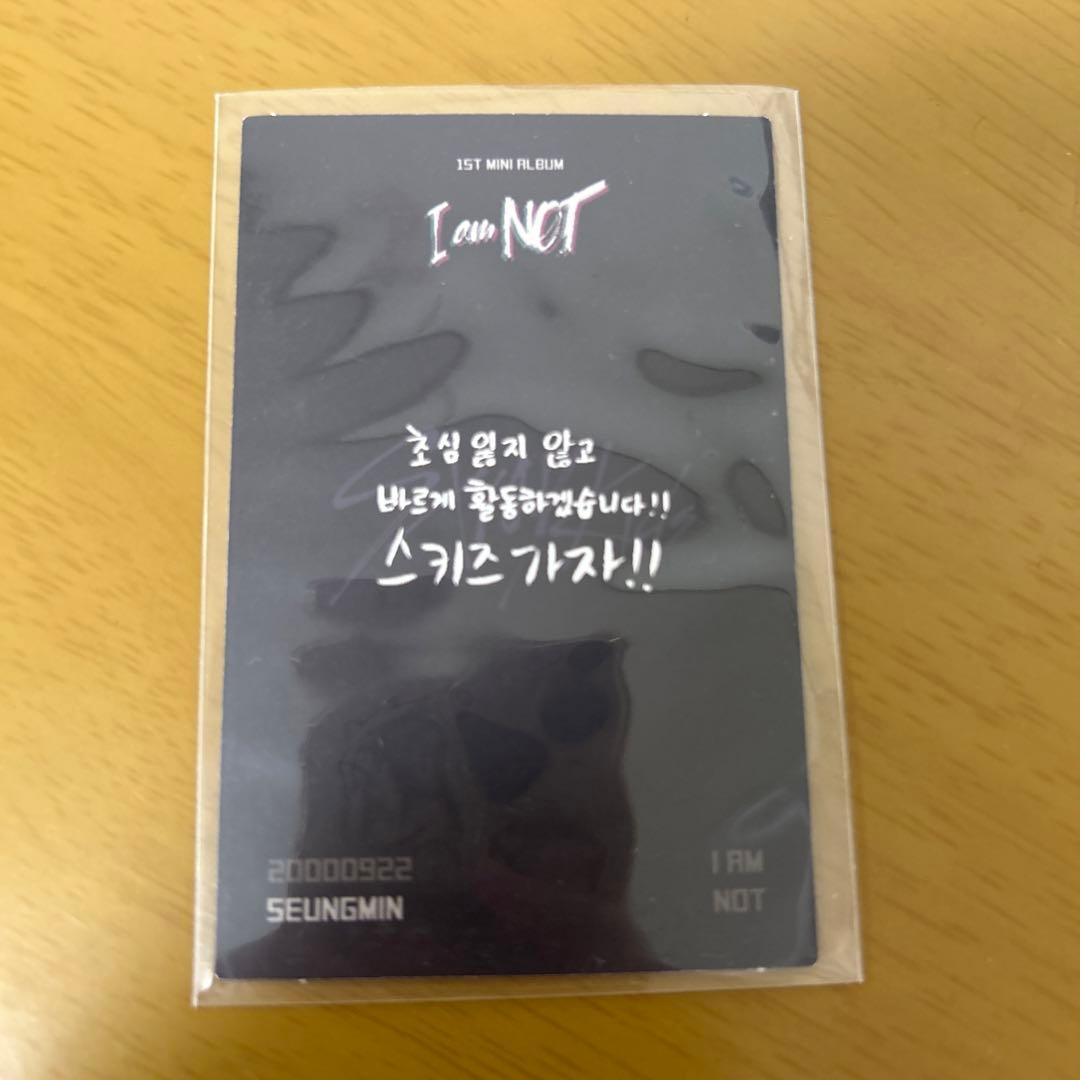 1ST MINI ALBUM
I am NOT
초심 잃지 않고
바르게 활동하겠습니다!!
스키즈 가자!!
20000922
SEUNGMIN
I AM
NOT